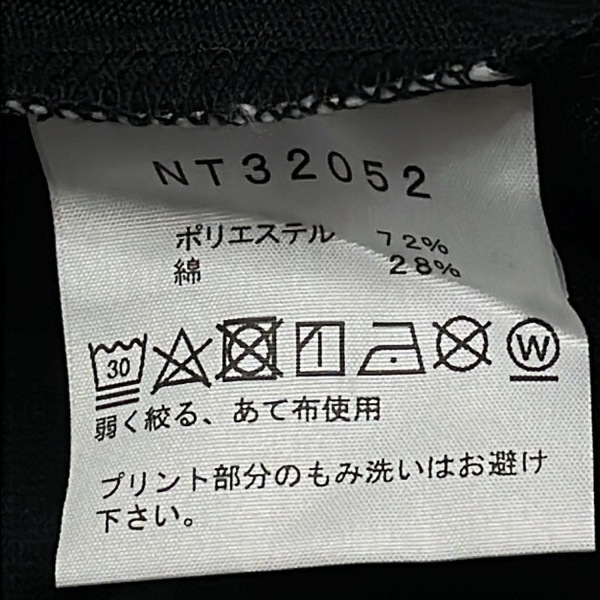 NT32052
ポリエステル 72%
綿 28%
30 W
弱く絞る、あて布使用
プリント部分のもみ洗いはお避け
下さい。